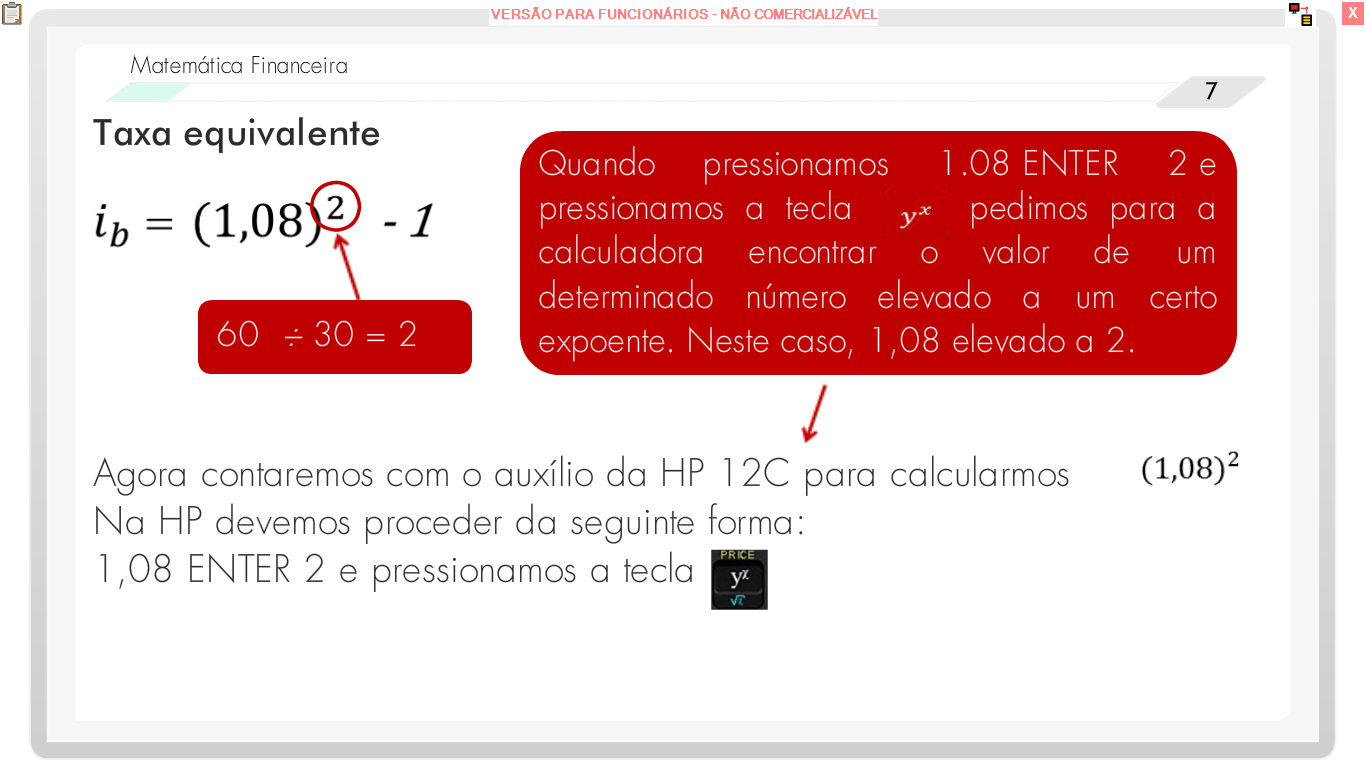 VERSÃO PARA FUNCIONÁRIOS - NÃO COMERCIALIZÁVEL
X
Matemática Financeira
7
Taxa equivalente
i_b = (1,08)² - 1
60 ÷ 30 = 2
Quando pressionamos 1.08 ENTER 2 e
pressionamos a tecla yˣ pedimos para a
calculadora encontrar o valor de um
determinado número elevado a um certo
expoente. Neste caso, 1,08 elevado a 2.
Agora contaremos com o auxílio da HP 12C para calcularmos (1,08)²
Na HP devemos proceder da seguinte forma:
1,08 ENTER 2 e pressionamos a tecla
PRICE
yˣ
√x